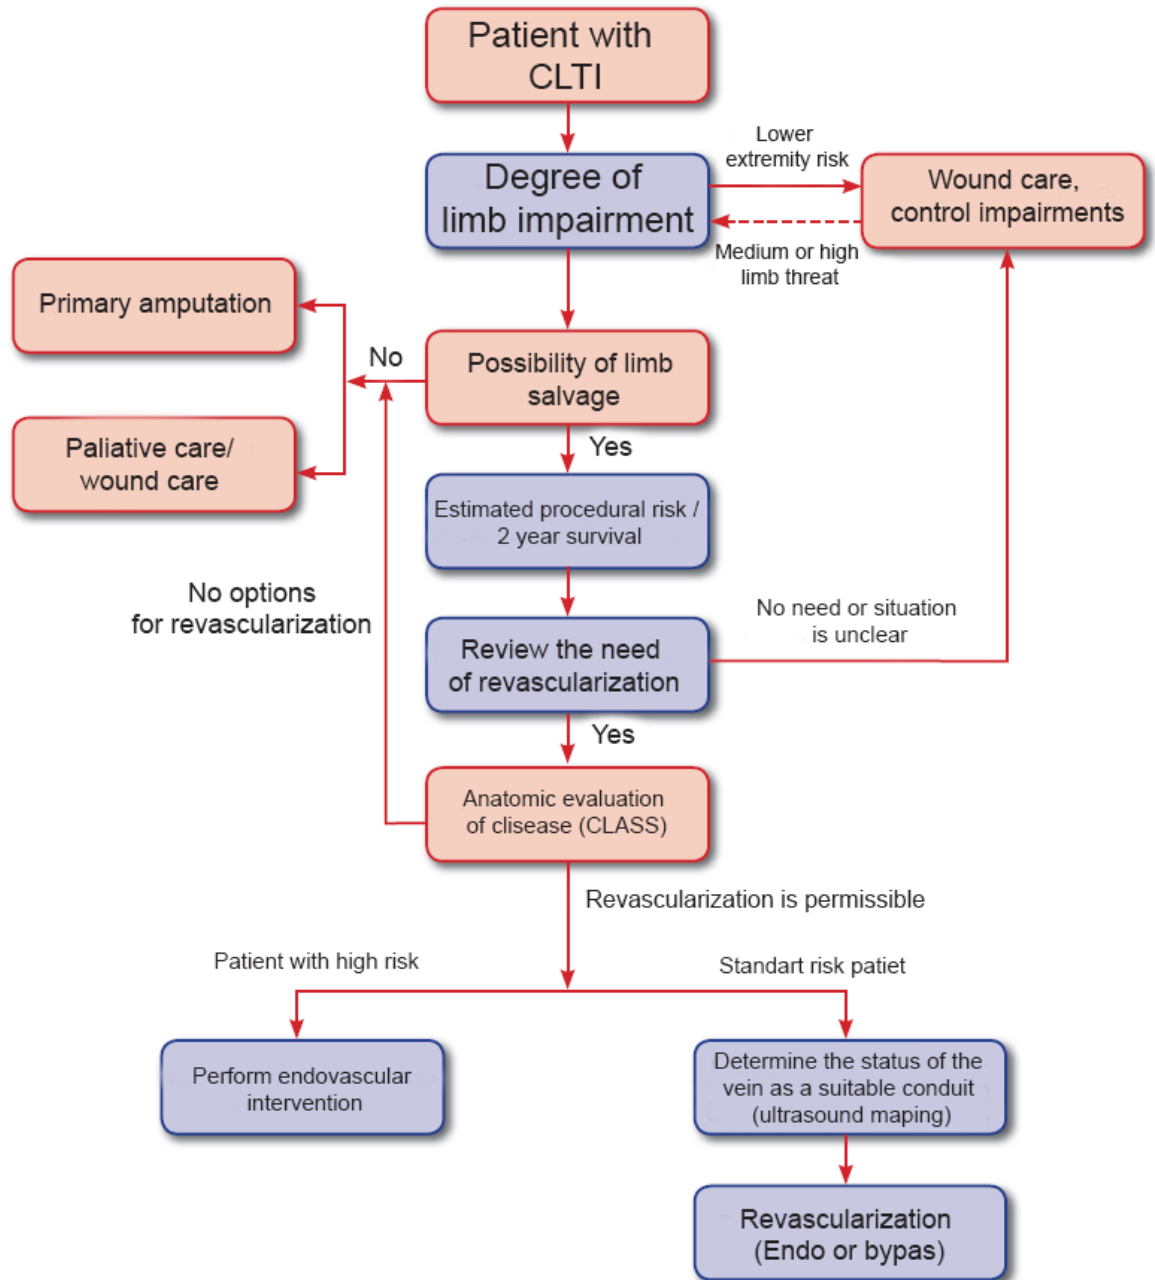 Patient with
CLTI
Lower
extremity risk
Degree of
limb impairment
Wound care,
control impairments
Medium or high
limb threat
Primary amputation
No
Possibility of limb
salvage
Paliative care/
wound care
Yes
Estimated procedural risk /
2 year survival
No options
for revascularization
No need or situation
is unclear
Review the need
of revascularization
Yes
Anatomic evaluation
of clisease (CLASS)
Revascularization is permissible
Patient with high risk
Standart risk patiet
Perform endovascular
intervention
Determine the status of the
vein as a suitable conduit
(ultrasound maping)
Revascularization
(Endo or bypas)